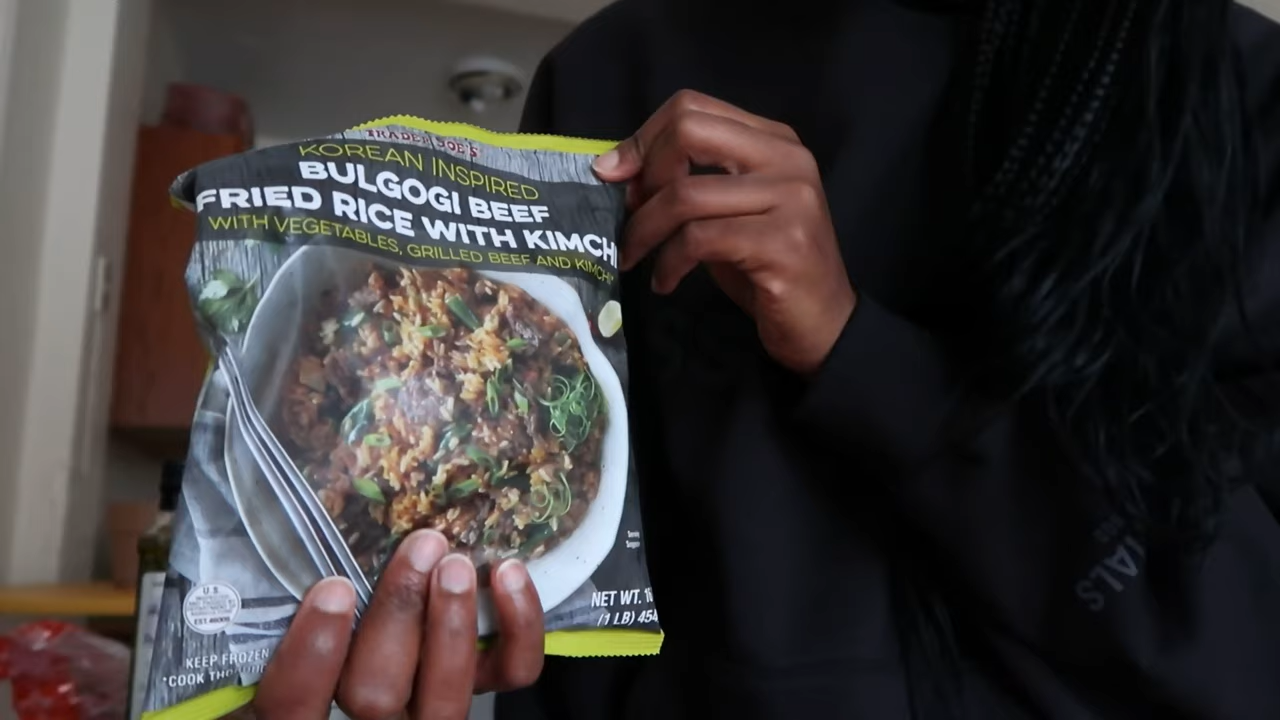 TRADER JOE'S
KOREAN INSPIRED
BULGOGI BEEF
FRIED RICE WITH KIMCHI
WITH VEGETABLES, GRILLED BEEF AND KIMCHI*
U.S.
NET WT.
(1 LB) 454
KEEP FROZEN
*COOK